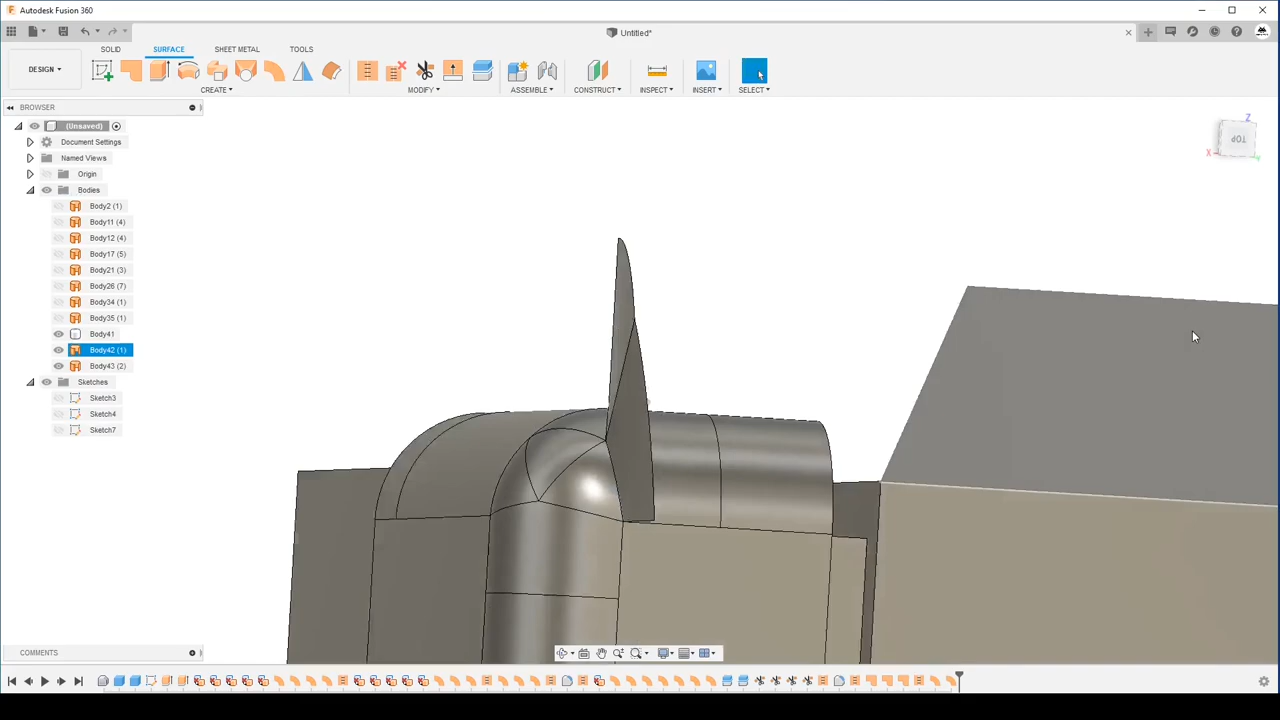 Autodesk Fusion 360
Untitled*
DESIGN
SOLID SURFACE SHEET METAL TOOLS
CREATE MODIFY ASSEMBLE CONSTRUCT INSPECT INSERT SELECT
BROWSER
(Unsaved)
Document Settings
Named Views
Origin
Bodies
Body2 (1)
Body11 (4)
Body12 (4)
Body17 (5)
Body21 (3)
Body26 (7)
Body34 (1)
Body35 (1)
Body41
Body42 (1)
Body43 (2)
Sketches
Sketch3
Sketch4
Sketch7
Z
TOP
X
Y
COMMENTS